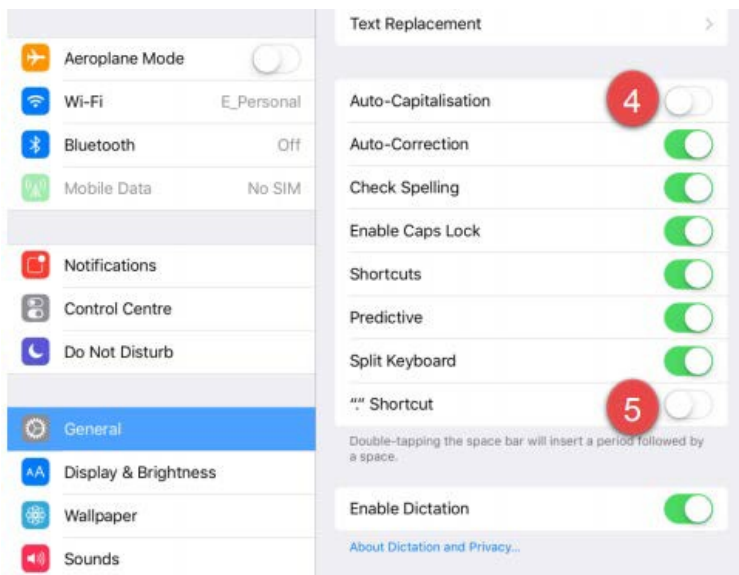 Aeroplane Mode
Wi-Fi E_Personal
Bluetooth Off
Mobile Data No SIM
Notifications
Control Centre
Do Not Disturb
General
Display & Brightness
Wallpaper
Sounds
Text Replacement
Auto-Capitalisation 4
Auto-Correction
Check Spelling
Enable Caps Lock
Shortcuts
Predictive
Split Keyboard
“.” Shortcut 5
Double-tapping the space bar will insert a period followed by
a space.
Enable Dictation
About Dictation and Privacy...